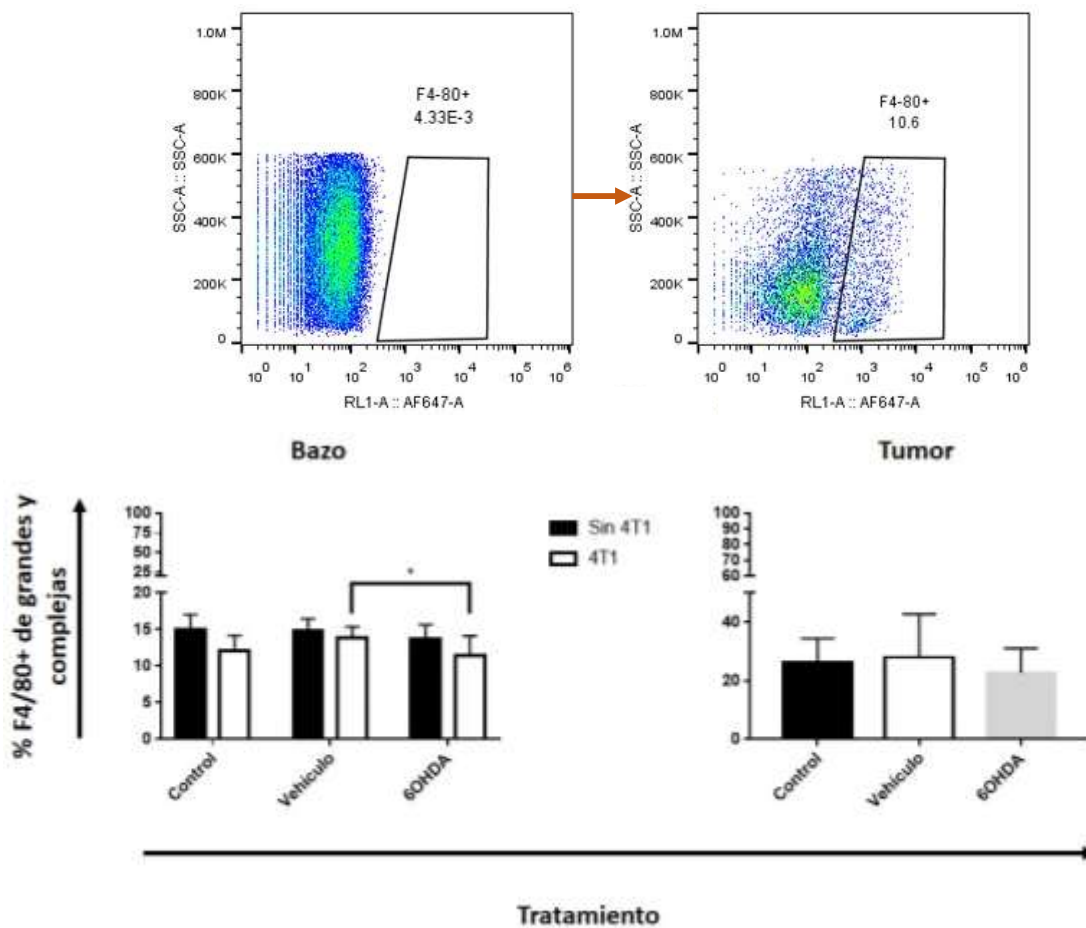 1.0M
800K
600K
400K
200K
0
SSC-A :: SSC-A
F4-80+
4.33E-3
10^0 10^1 10^2 10^3 10^4 10^5 10^6
RL1-A :: AF647-A
1.0M
800K
600K
400K
200K
0
SSC-A :: SSC-A
F4-80+
10.6
10^0 10^1 10^2 10^3 10^4 10^5 10^6
RL1-A :: AF647-A
Bazo
Tumor
% F4/80+ de grandes y
complejas
100
75
50
25
20
15
10
5
0
*
Control
Vehículo
6OHDA
Sin 4T1
4T1
100
90
80
70
60
40
20
0
Control
Vehículo
6OHDA
Tratamiento